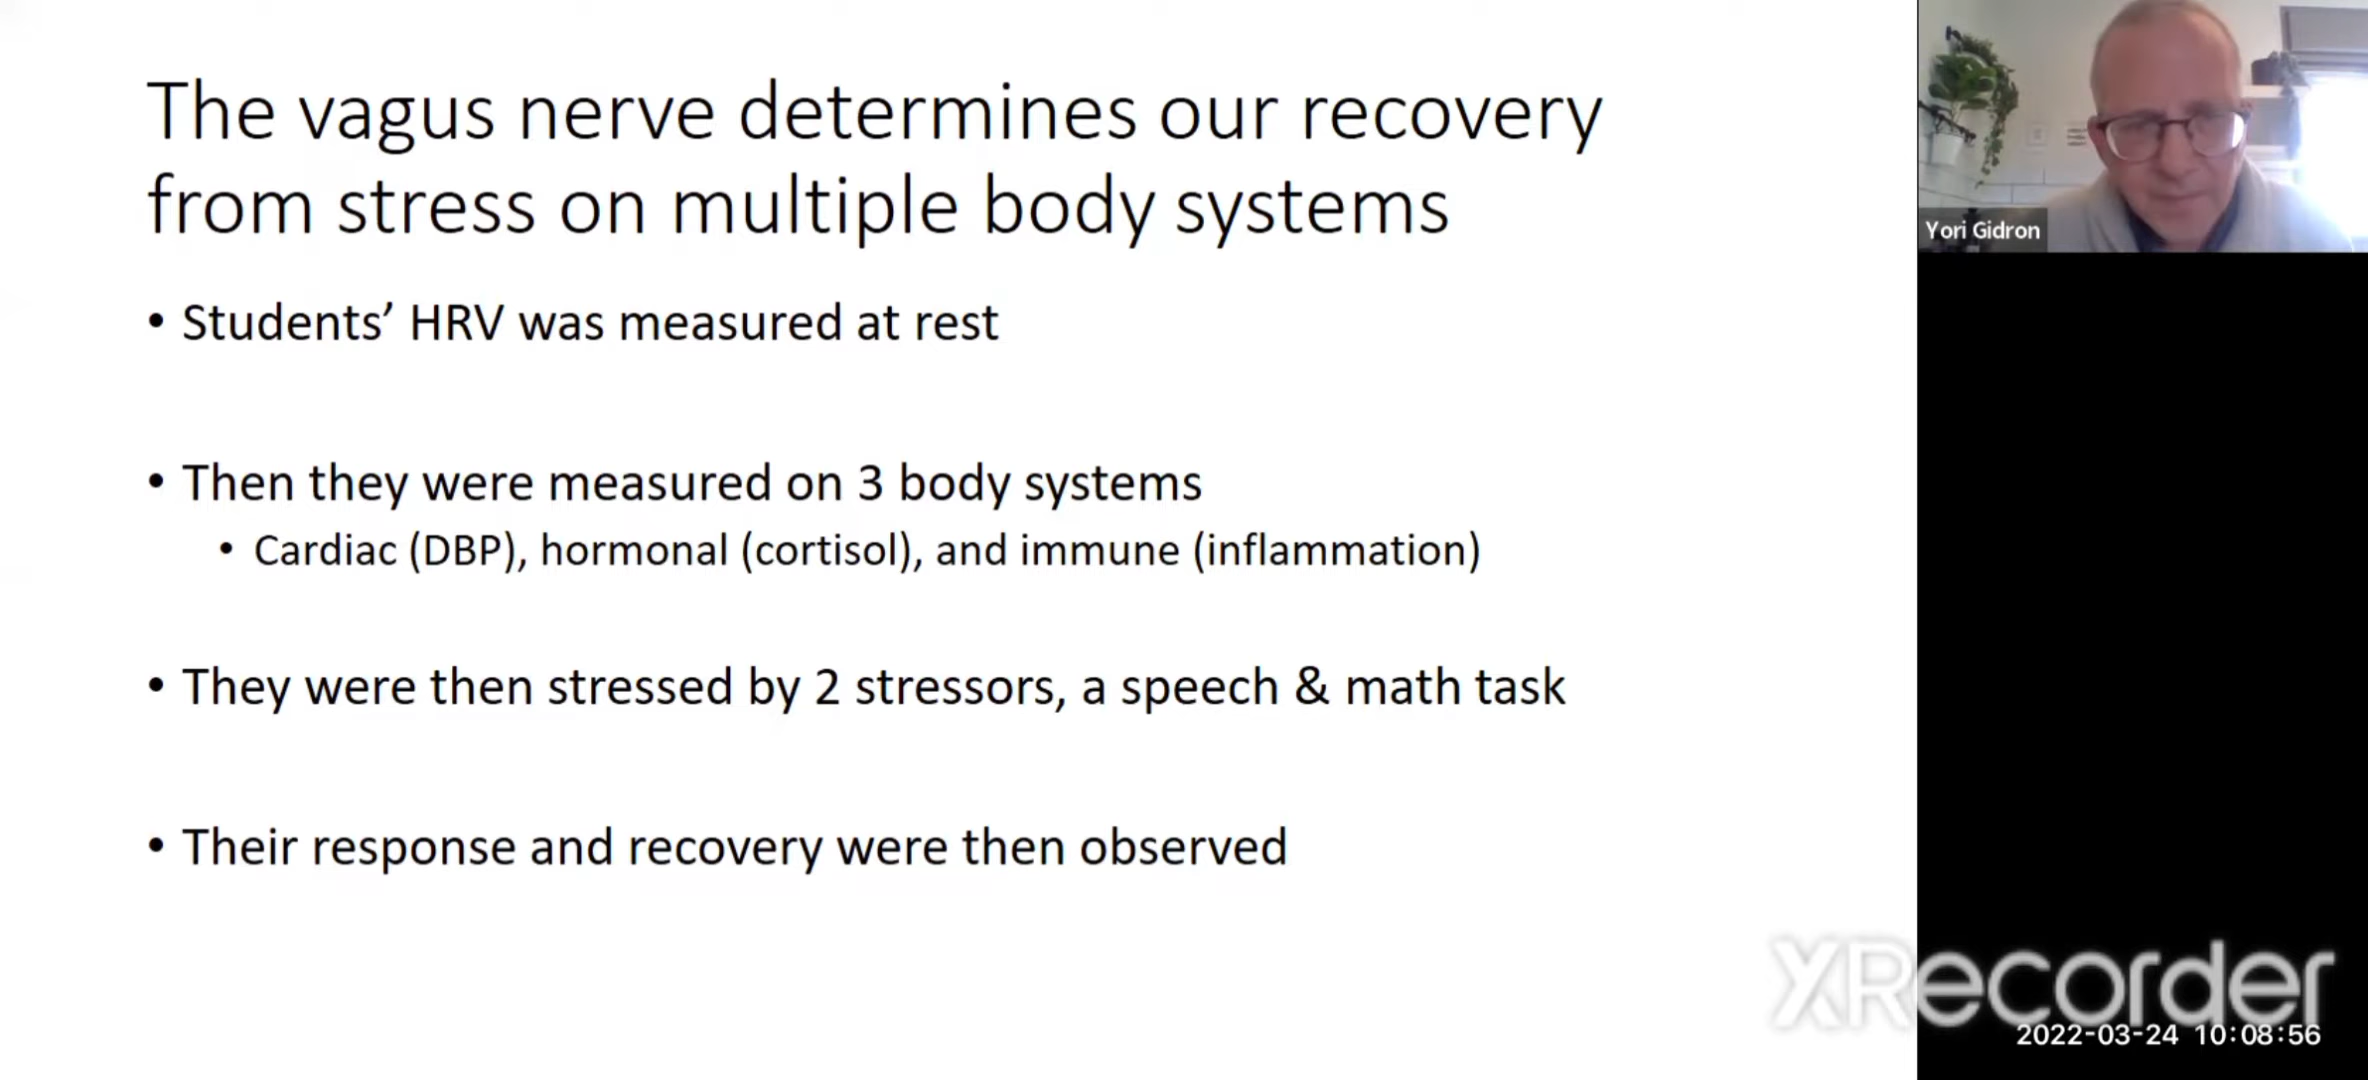 The vagus nerve determines our recovery
from stress on multiple body systems
• Students’ HRV was measured at rest
• Then they were measured on 3 body systems
• Cardiac (DBP), hormonal (cortisol), and immune (inflammation)
• They were then stressed by 2 stressors, a speech & math task
• Their response and recovery were then observed
Yori Gidron
XRecorder
2022-03-24 10:08:56